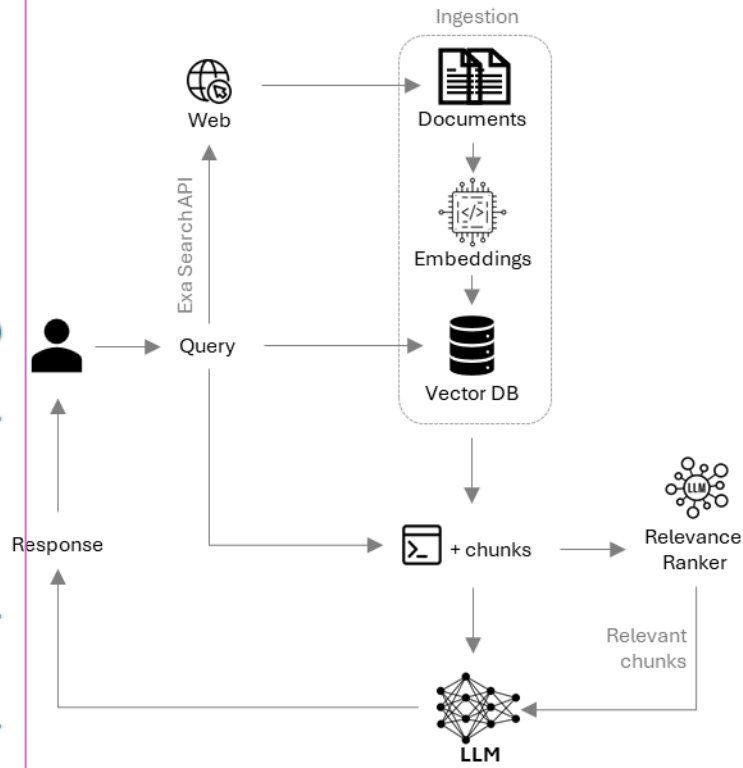 Ingestion
Web
Documents
Exa Search API
</>
Embeddings
Query
Vector DB
Response
>_
+ chunks
LLM
Relevance
Ranker
Relevant
chunks
LLM